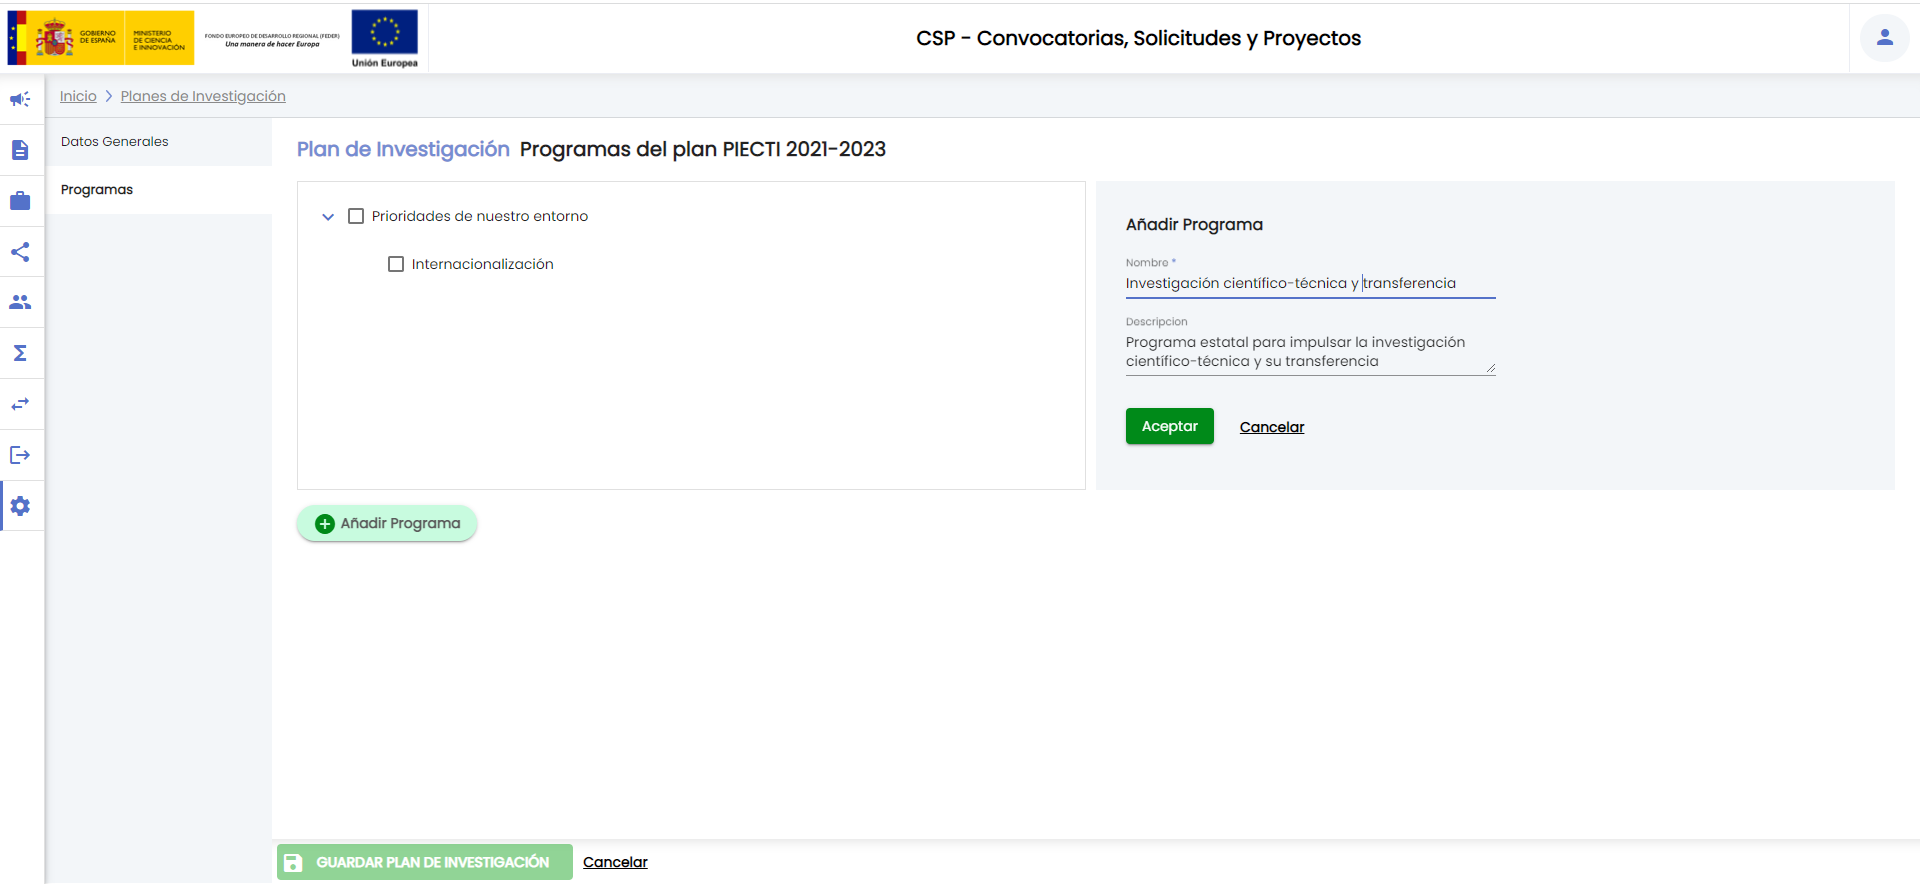 GOBIERNO
DE ESPAÑA
MINISTERIO
DE CIENCIA
E INNOVACIÓN
FONDO EUROPEO DE DESARROLLO REGIONAL (FEDER)
Una manera de hacer Europa
Unión Europea
CSP - Convocatorias, Solicitudes y Proyectos
Inicio
Planes de Investigación
Datos Generales
Programas
Plan de Investigación Programas del plan PIECTI 2021-2023
Prioridades de nuestro entorno
Internacionalización
Añadir Programa
Nombre *
Investigación científico-técnica y transferencia
Descripcion
Programa estatal para impulsar la investigación
científico-técnica y su transferencia
Aceptar
Cancelar
Añadir Programa
GUARDAR PLAN DE INVESTIGACIÓN
Cancelar